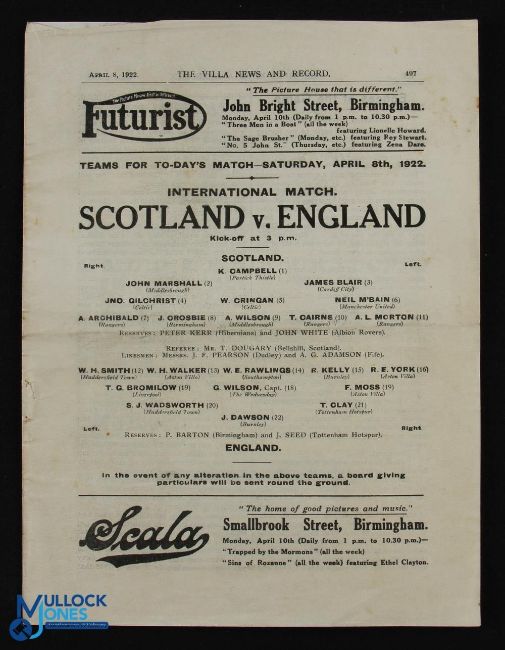 APRIL 8, 1922. THE VILLA NEWS AND RECORD. 497
Futurist
"The Picture House that is different."
John Bright Street, Birmingham.
Monday, April 10th (Daily from 1 p.m. to 10.30 p.m.)—
"Three Men in a Boat" (all the week)
featuring Lionelle Howard.
"The Sage Brusher" (Monday, etc.) featuring Roy Stewart.
"No. 5 John St." (Thursday, etc.) featuring Zena Dare.
TEAMS FOR TO-DAY'S MATCH—SATURDAY, APRIL 8th, 1922.
INTERNATIONAL MATCH.
SCOTLAND v. ENGLAND
Kick-off at 3 p.m.
SCOTLAND.
Right. Left.
K. CAMPBELL (1)
(Partick Thistle)
JOHN MARSHALL (2) JAMES BLAIR (3)
(Middlesbrough) (Cardiff City)
JNO. GILCHRIST (4) W. CRINGAN (5) NEIL M'BAIN (6)
(Celtic) (Celtic) (Manchester United)
A. ARCHIBALD (7) J. CROSBIE (8) A. WILSON (9) T. CAIRNS (10) A. L. MORTON (11)
(Rangers) (Birmingham) (Middlesbrough) (Rangers) (Rangers)
RESERVES: PETER KERR (Hibernians) and JOHN WHITE (Albion Rovers).
REFEREE: MR. T. DOUGARY (Bellshill, Scotland).
LINESMEN: MESSRS. J. F. PEARSON (Dudley) and A. G. ADAMSON (Fife).
W. H. SMITH (12) W. H. WALKER (13) W. E. RAWLINGS (14) R. KELLY (15) R. E. YORK (16)
(Huddersfield Town) (Aston Villa) (Southampton) (Burnley) (Aston Villa)
T. G. BROMILOW (17) G. WILSON, Capt. (18) F. MOSS (19)
(Liverpool) (The Wednesday) (Aston Villa)
S. J. WADSWORTH (20) T. CLAY (21)
(Huddersfield Town) (Tottenham Hotspur)
J. DAWSON (22)
(Burnley)
Left. Right
RESERVES: P. BARTON (Birmingham) and J. SEED (Tottenham Hotspur).
ENGLAND.
In the event of any alteration in the above teams, a board giving
particulars will be sent round the ground.
Scala
"The home of good pictures and music."
Smallbrook Street, Birmingham.
Monday, April 10th (Daily from 1 p.m. to 10.30 p.m.)—
"Trapped by the Mormons" (all the week)
"Sins of Rozanne" (all the week) featuring Ethel Clayton.
MULLOCK
JONES